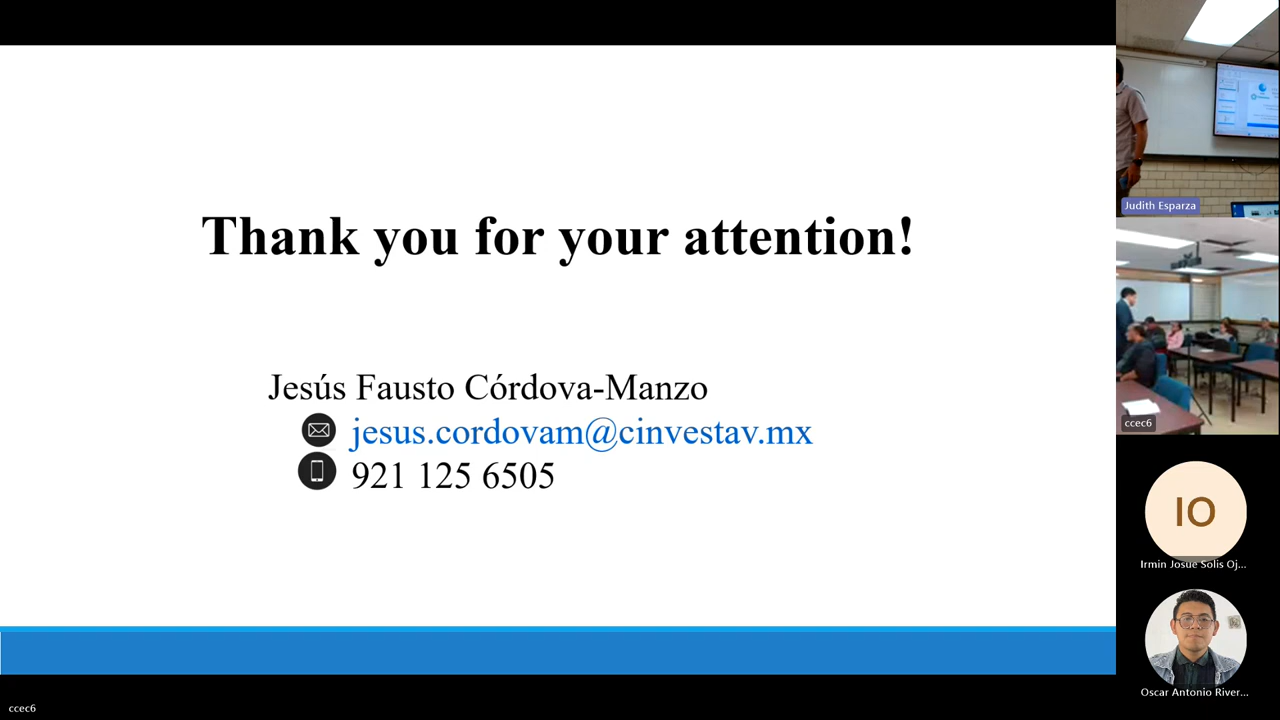 Thank you for your attention!
Jesús Fausto Córdova-Manzo
jesus.cordovam@cinvestav.mx
921 125 6505
Judith Esparza
ccec6
IO
Irmin Josue Solis Oj...
Oscar Antonio River...
ccec6